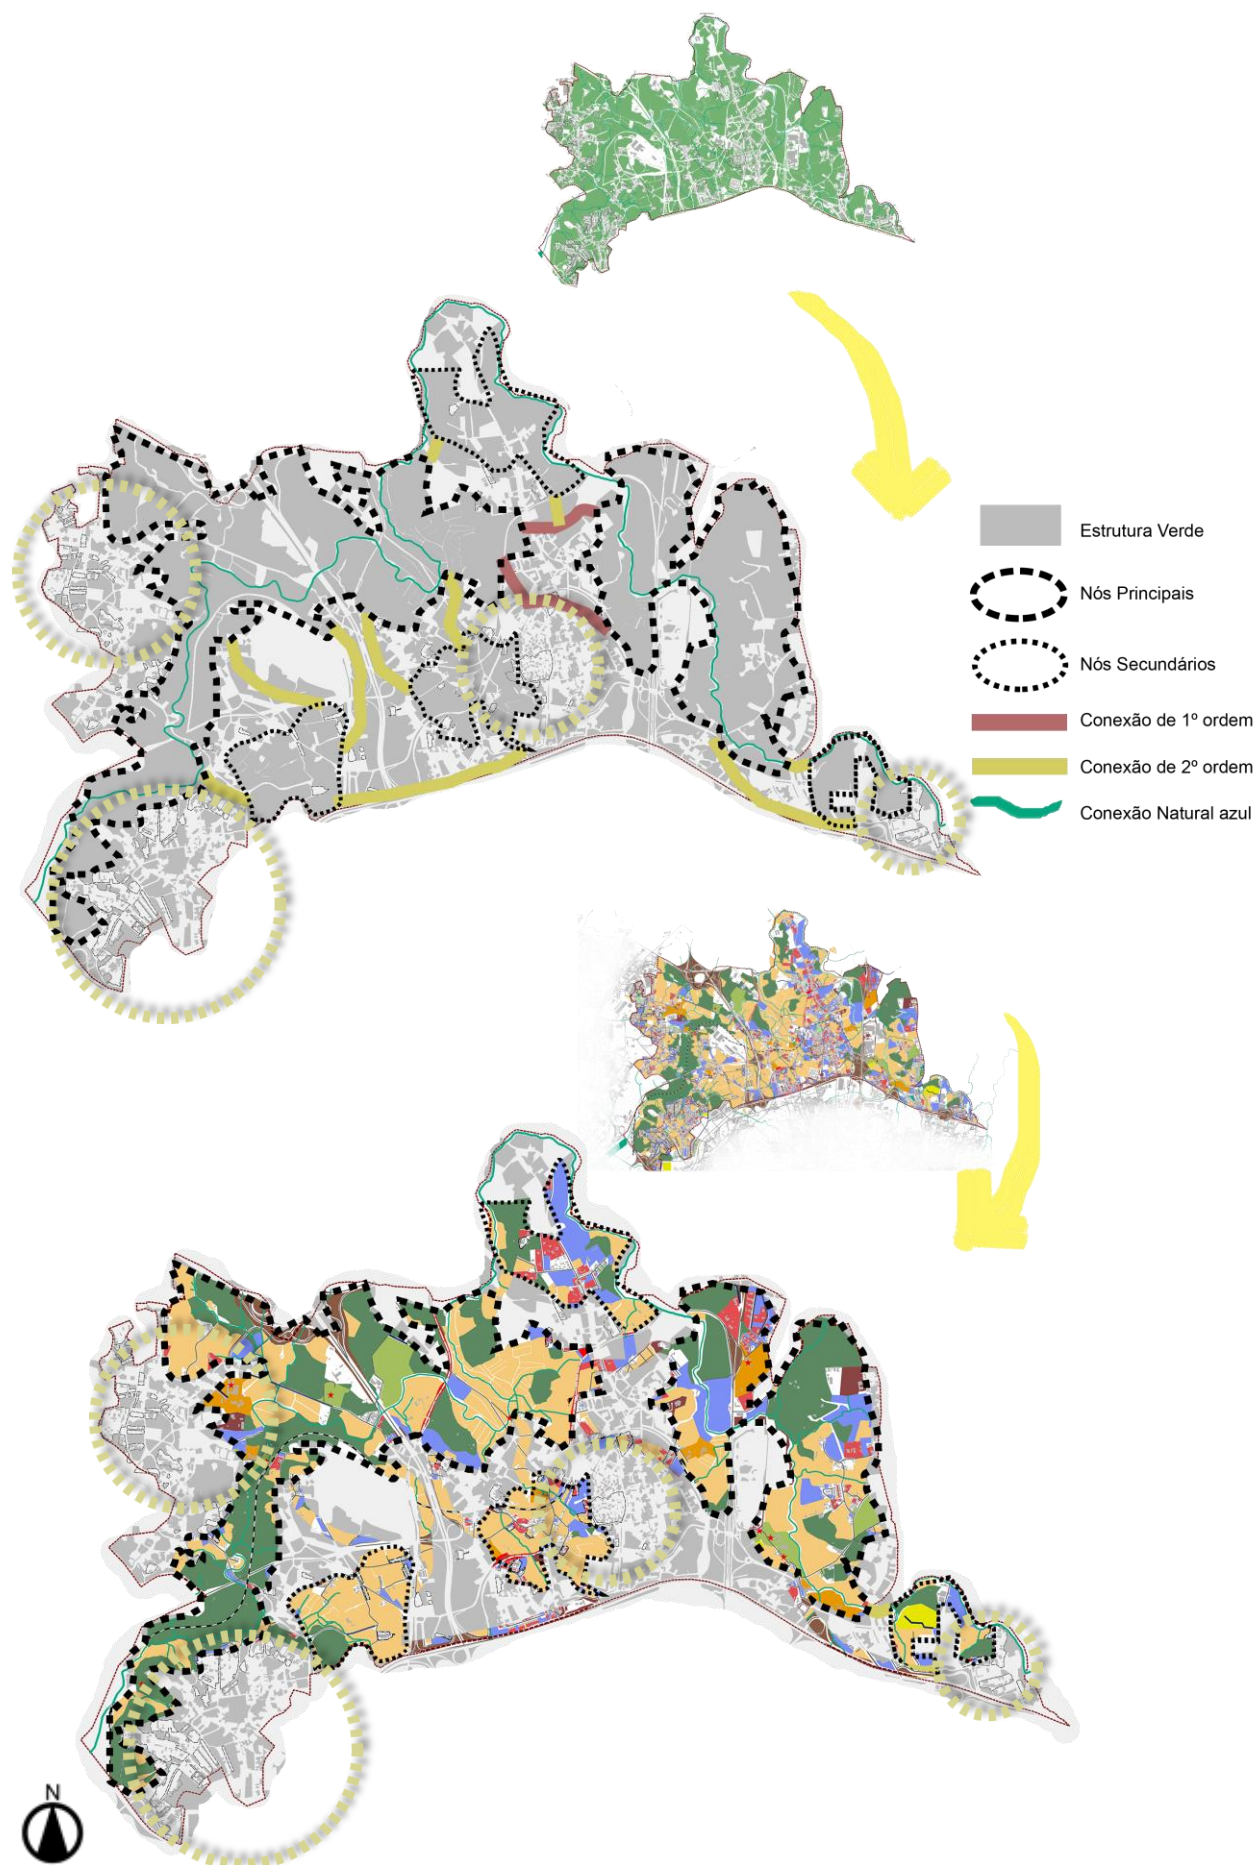 Estrutura Verde
Nós Principais
Nós Secundários
Conexão de 1º ordem
Conexão de 2º ordem
Conexão Natural azul
N